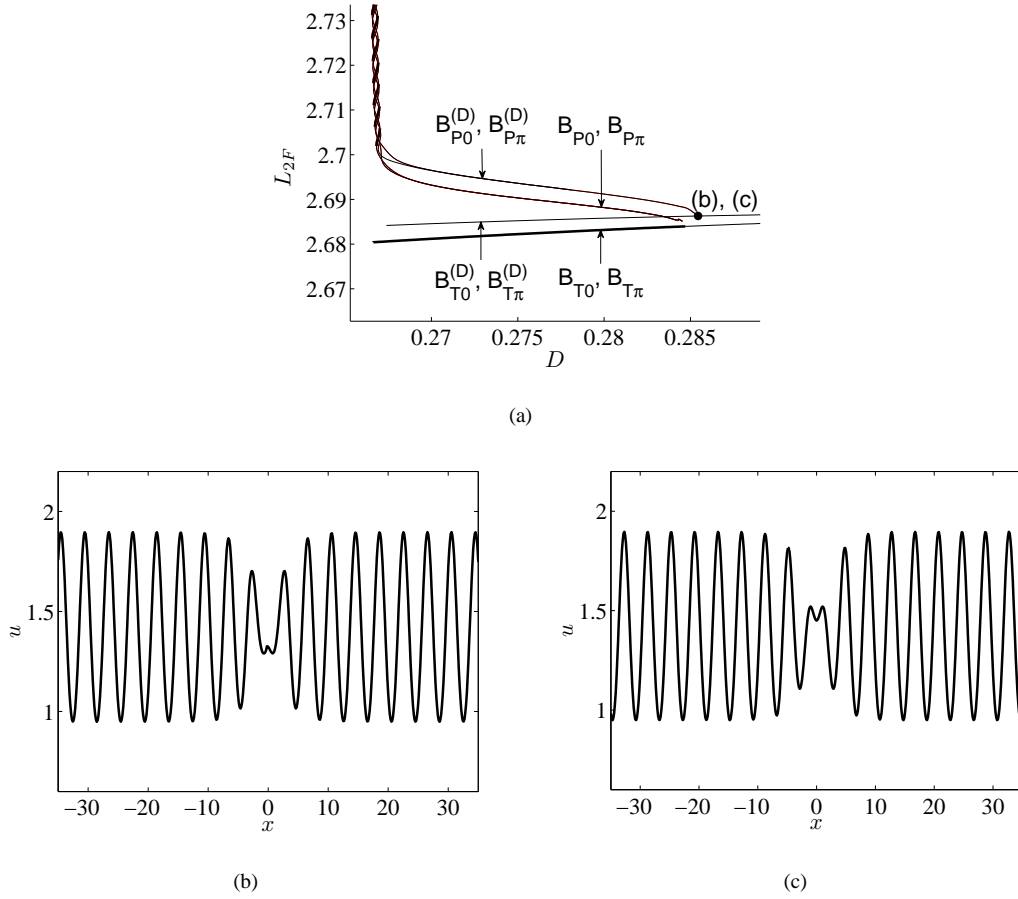 2.73
2.72
2.71
2.7
2.69
2.68
2.67
L_{2F}
B_{P0}^{(D)}, B_{Pπ}^{(D)}
B_{P0}, B_{Pπ}
(b), (c)
B_{T0}^{(D)}, B_{Tπ}^{(D)}
B_{T0}, B_{Tπ}
0.27 0.275 0.28 0.285
D
(a)
2
1.5
1
u
−30 −20 −10 0 10 20 30
x
(b)
2
1.5
1
u
−30 −20 −10 0 10 20 30
x
(c)